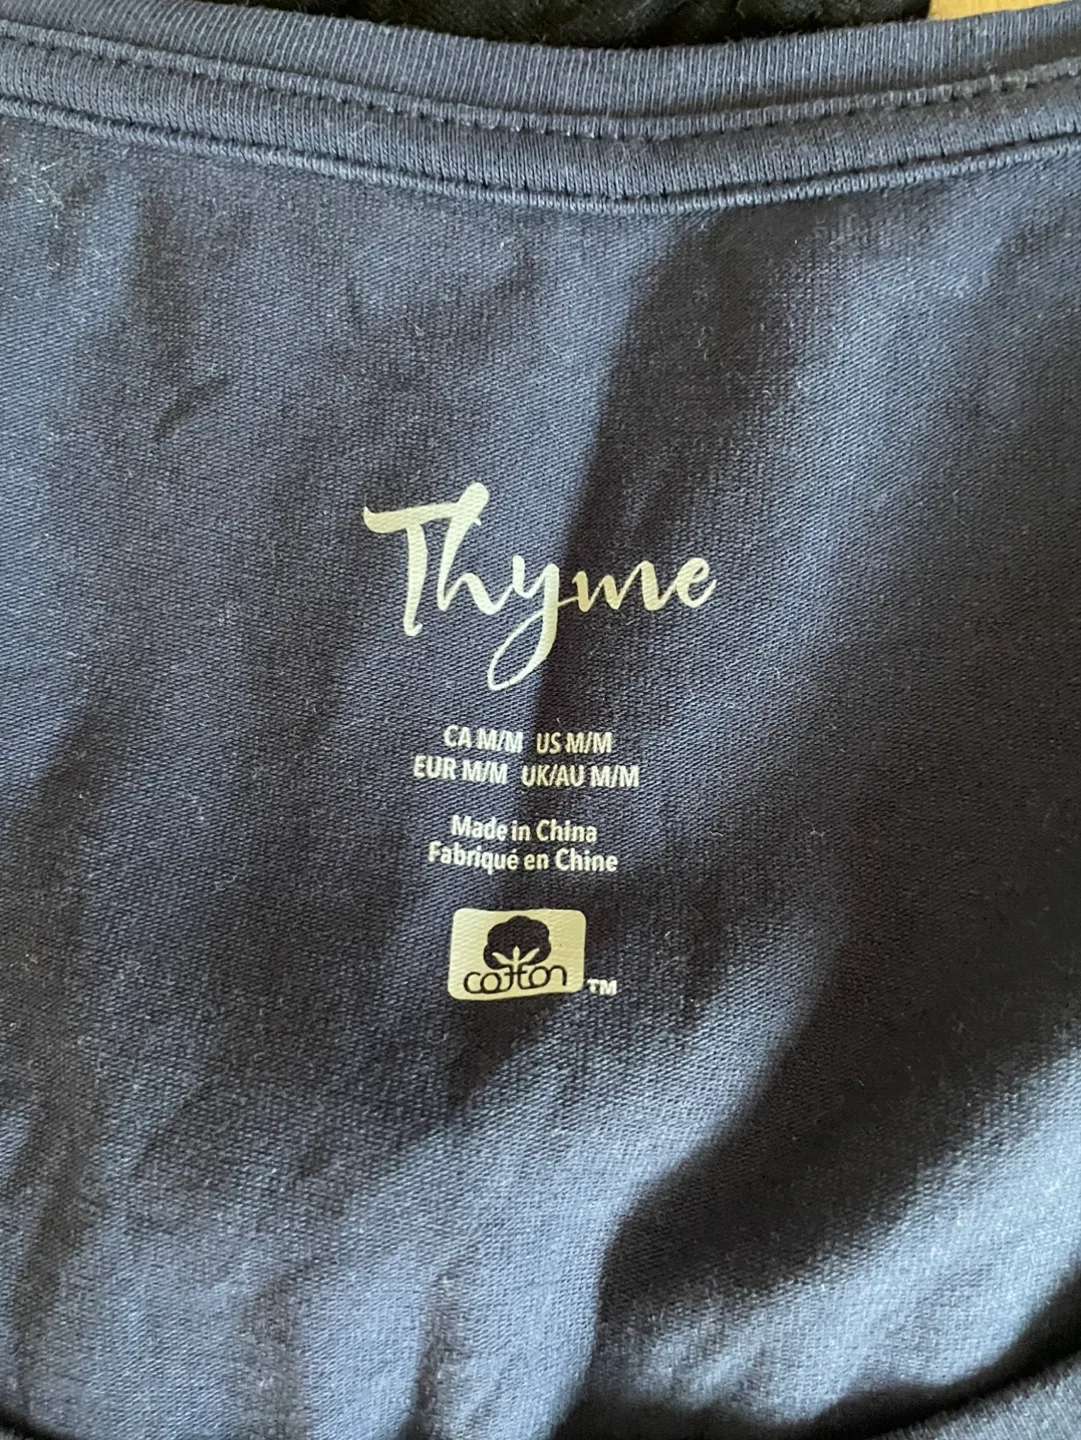 Thyme
CA M/M US M/M
EUR M/M UK/AU M/M
Made in China
Fabriqué en Chine
cotton TM